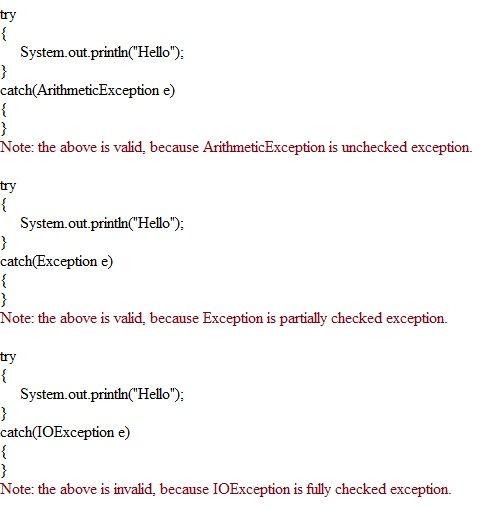 try
{
System.out.println("Hello");
}
catch(ArithmeticException e)
{
}
Note: the above is valid, because ArithmeticException is unchecked exception.
try
{
System.out.println("Hello");
}
catch(Exception e)
{
}
Note: the above is valid, because Exception is partially checked exception.
try
{
System.out.println("Hello");
}
catch(IOException e)
{
}
Note: the above is invalid, because IOException is fully checked exception.